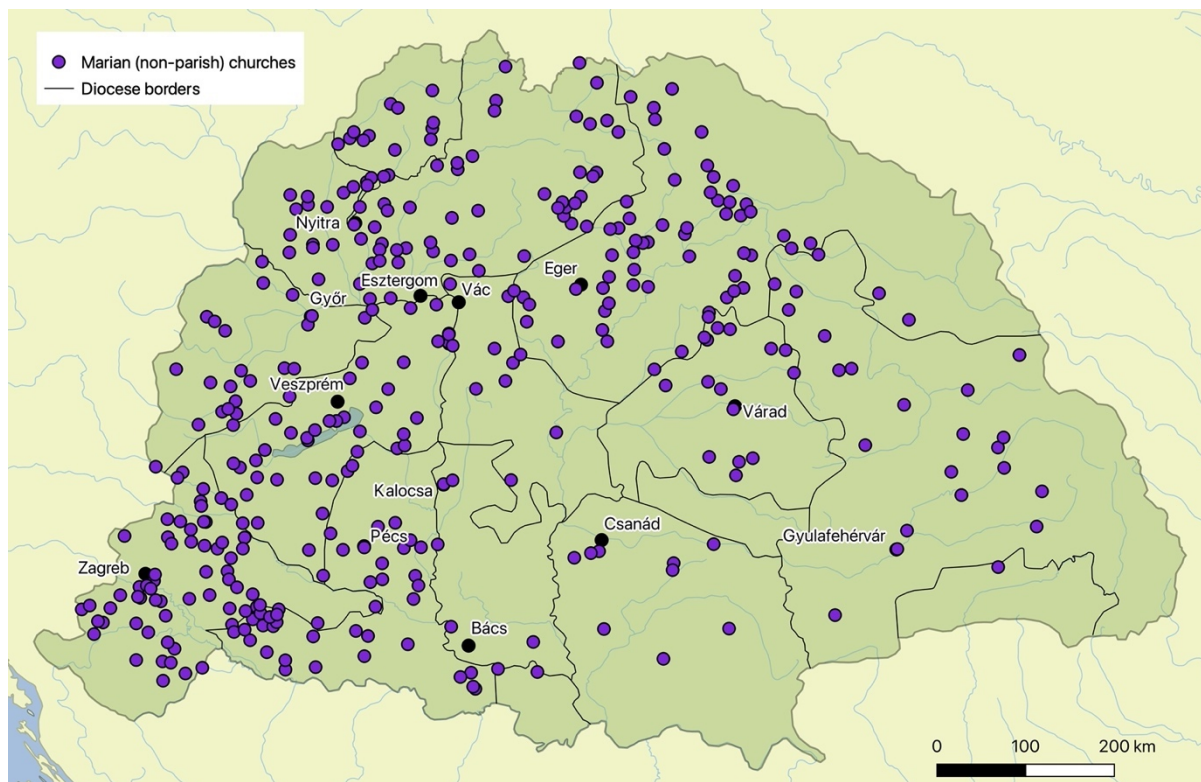 Marian (non-parish) churches
Diocese borders
Nyitra
Esztergom
Eger
Győr
Vác
Veszprém
Várad
Kalocsa
Csanád
Pécs
Gyulafehérvár
Zagreb
Bács
0 100 200 km